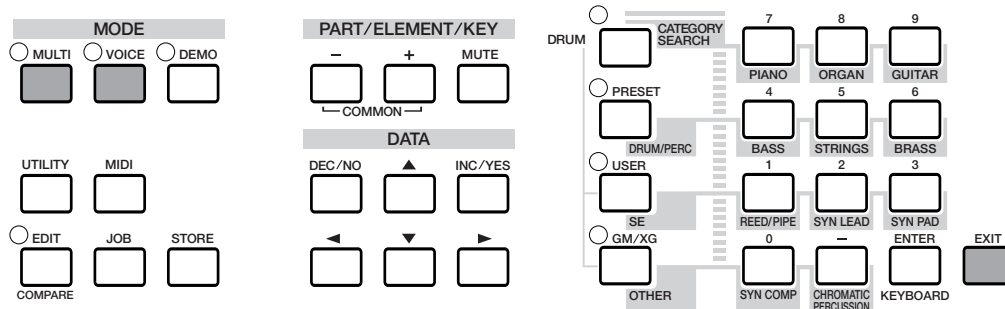 MODE
MULTI VOICE DEMO
UTILITY MIDI
EDIT JOB STORE
COMPARE
PART/ELEMENT/KEY
– + MUTE
COMMON
DATA
DEC/NO ▲ INC/YES
◄ ▼ ►
DRUM
CATEGORY
SEARCH
7 8 9
PIANO ORGAN GUITAR
PRESET 4 5 6
DRUM/PERC BASS STRINGS BRASS
USER 1 2 3
SE REED/PIPE SYN LEAD SYN PAD
GM/XG 0 – ENTER EXIT
OTHER SYN COMP CHROMATIC
PERCUSSION KEYBOARD